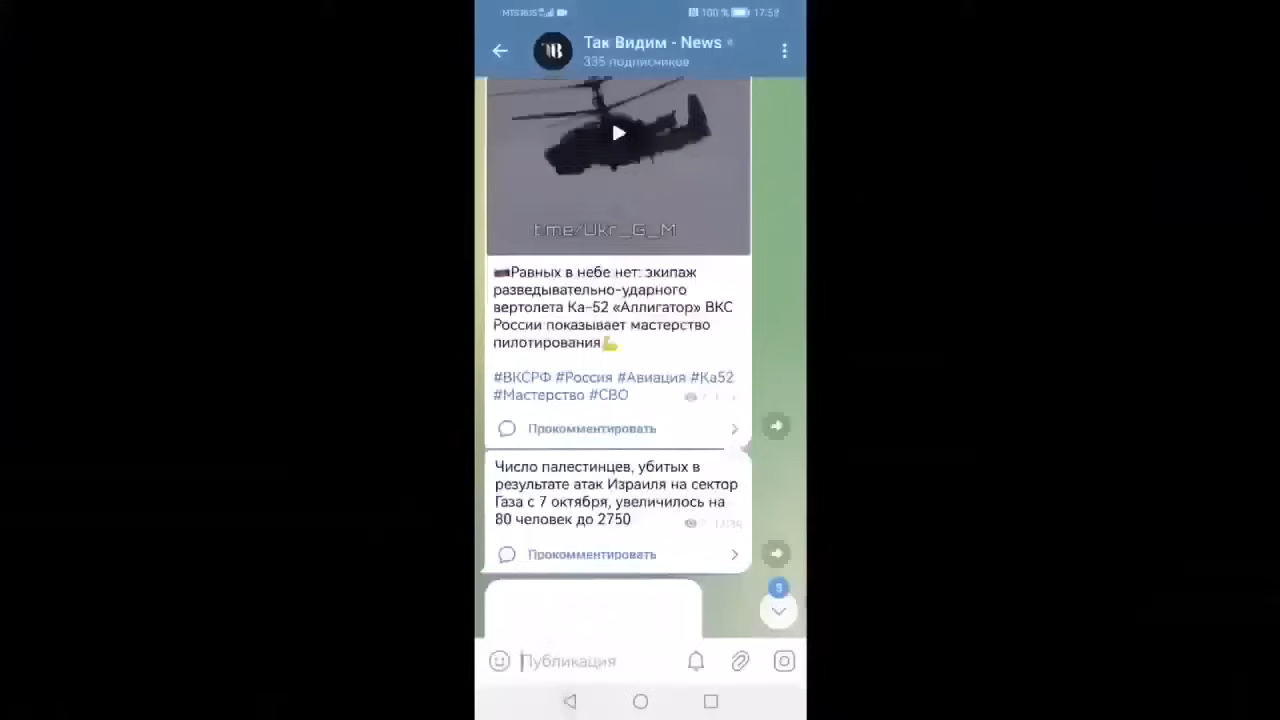 MTS RUS
100 % 17:59
Так Видим - News
335 подписчиков
t.me/Ukr_G_M
Равных в небе нет: экипаж
разведывательно-ударного
вертолета Ка-52 «Аллигатор» ВКС
России показывает мастерство
пилотирования
#ВКСРФ #Россия #Авиация #Ка52
#Мастерство #СВО
Прокомментировать
Число палестинцев, убитых в
результате атак Израиля на сектор
Газа с 7 октября, увеличилось на
80 человек до 2750
Прокомментировать
Публикация